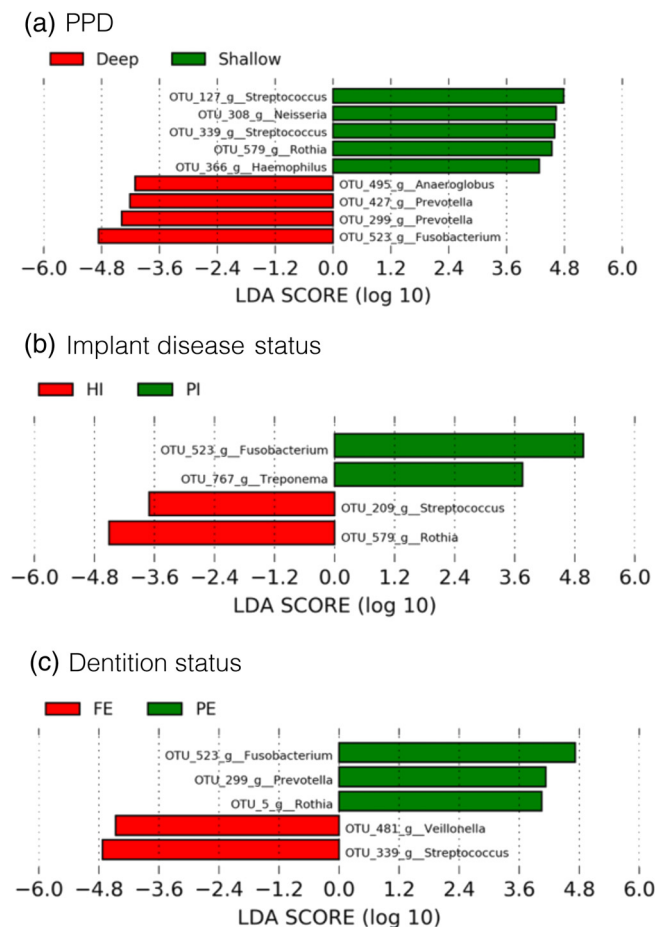 (a) PPD
Deep Shallow
OTU_127_g__Streptococcus
OTU_308_g__Neisseria
OTU_339_g__Streptococcus
OTU_579_g__Rothia
OTU_366_g__Haemophilus
OTU_495_g__Anaeroglobus
OTU_427_g__Prevotella
OTU_299_g__Prevotella
OTU_523_g__Fusobacterium
−6.0 −4.8 −3.6 −2.4 −1.2 0.0 1.2 2.4 3.6 4.8 6.0
LDA SCORE (log 10)
(b) Implant disease status
HI PI
OTU_523_g__Fusobacterium
OTU_767_g__Treponema
OTU_209_g__Streptococcus
OTU_579_g__Rothia
−6.0 −4.8 −3.6 −2.4 −1.2 0.0 1.2 2.4 3.6 4.8 6.0
LDA SCORE (log 10)
(c) Dentition status
FE PE
OTU_523_g__Fusobacterium
OTU_299_g__Prevotella
OTU_5_g__Rothia
OTU_481_g__Veillonella
OTU_339_g__Streptococcus
−6.0 −4.8 −3.6 −2.4 −1.2 0.0 1.2 2.4 3.6 4.8 6.0
LDA SCORE (log 10)